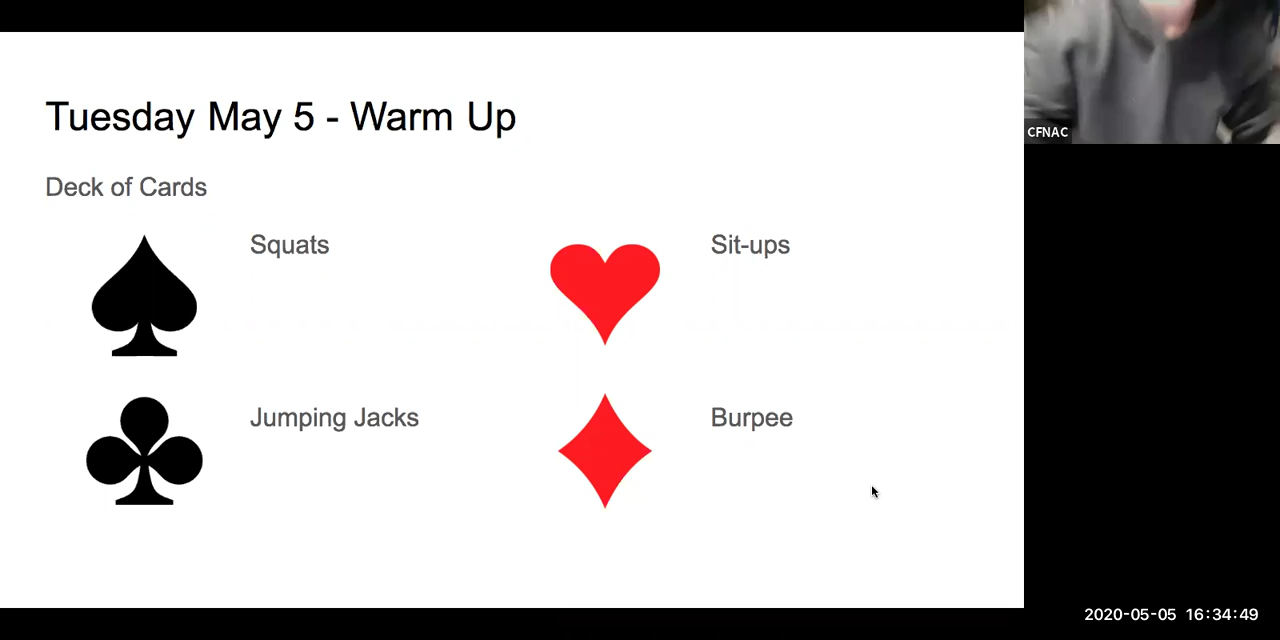 Tuesday May 5 - Warm Up
Deck of Cards
Squats
Sit-ups
Jumping Jacks
Burpee
CFNAC
2020-05-05 16:34:49